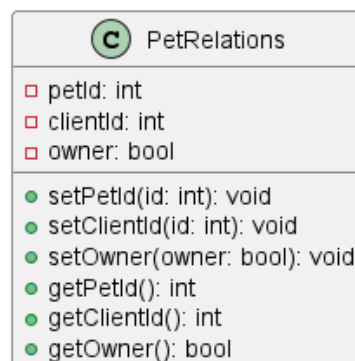 C PetRelations
petId: int
clientId: int
owner: bool
setPetId(id: int): void
setClientId(id: int): void
setOwner(owner: bool): void
getPetId(): int
getClientId(): int
getOwner(): bool